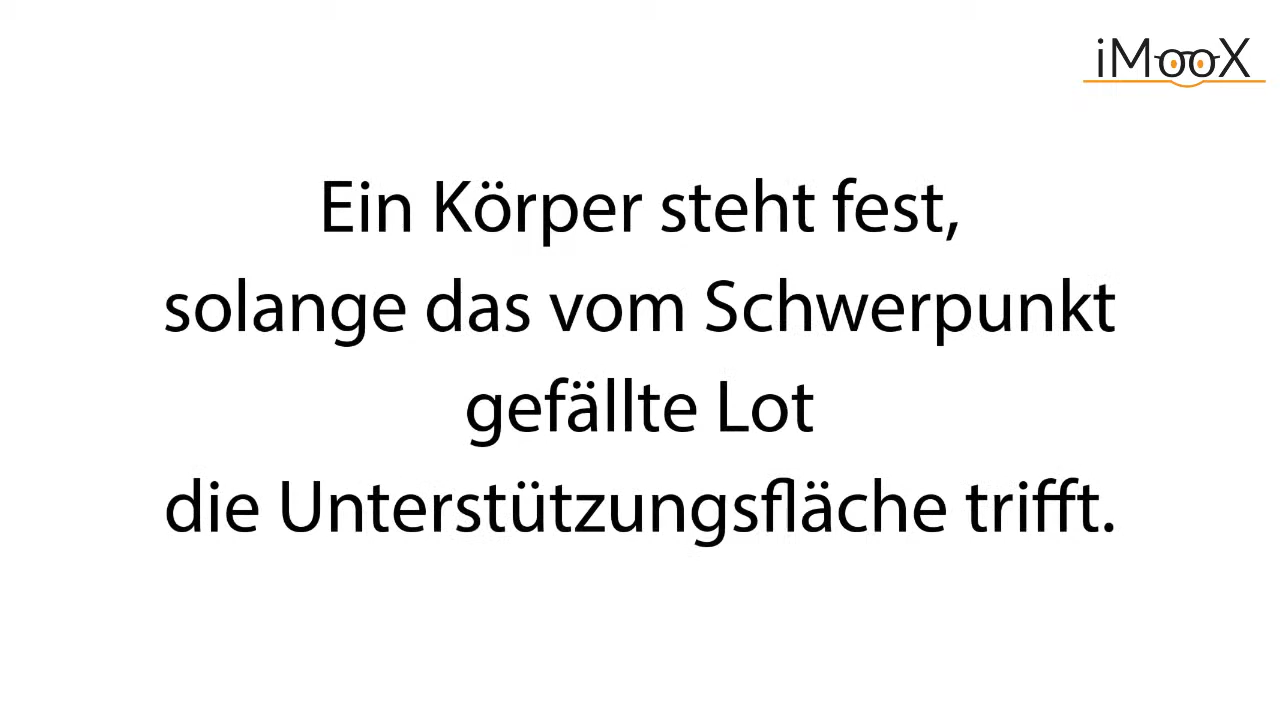 iMooX
Ein Körper steht fest,
solange das vom Schwerpunkt
gefällte Lot
die Unterstützungsfläche trifft.